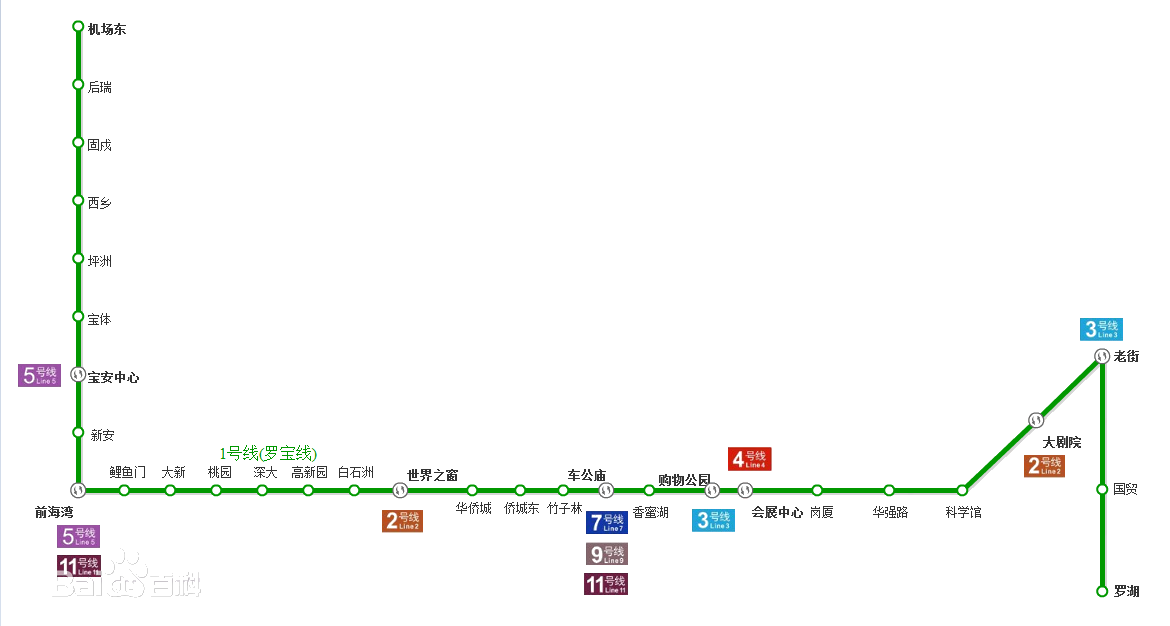 机场东
后瑞
固戍
西乡
坪洲
宝体
5号线
Line 5
宝安中心
新安
1号线(罗宝线)
鲤鱼门
大新
桃园
深大
高新园
白石洲
世界之窗
车公庙
购物公园
4号线
Line 4
3号线
Line 3
老街
大剧院
2号线
Line 2
国贸
罗湖
前海湾
5号线
Line 5
11号线
Line 11
2号线
Line 2
华侨城
侨城东
竹子林
7号线
Line 7
9号线
Line 9
11号线
Line 11
香蜜湖
3号线
Line 3
会展中心
岗厦
华强路
科学馆
Bai 百科